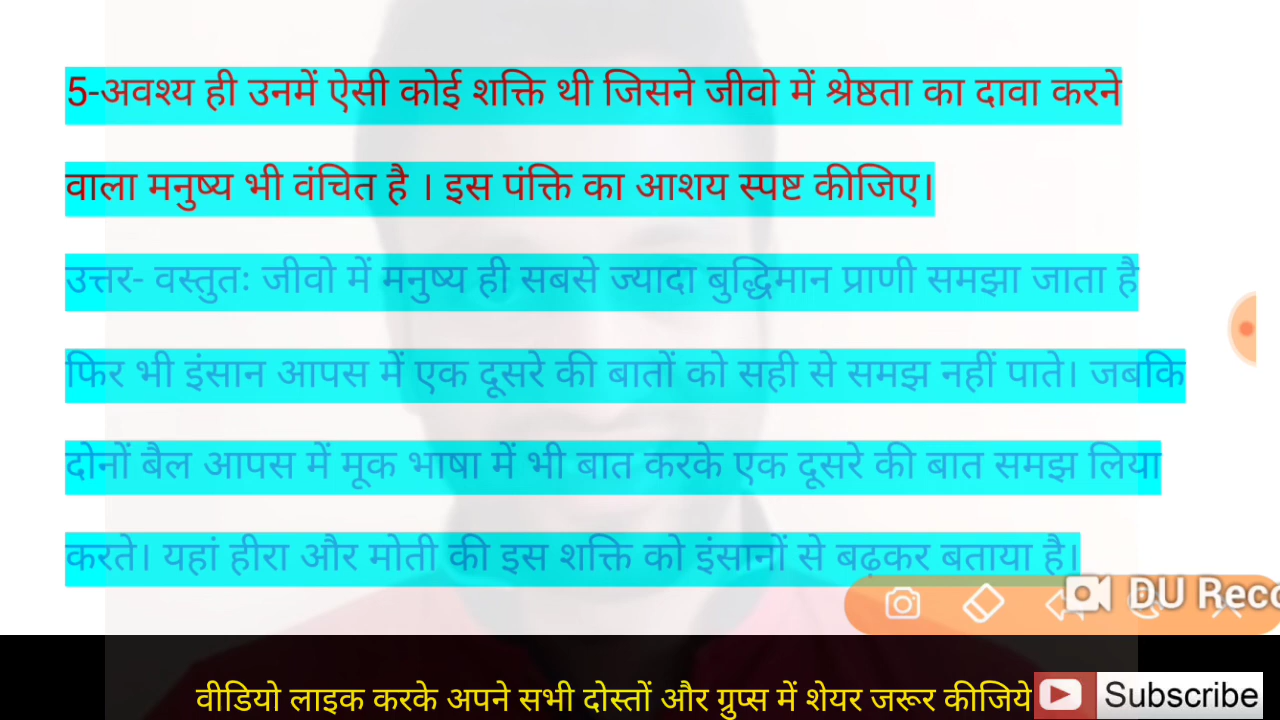 5-अवश्य ही उनमें ऐसी कोई शक्ति थी जिसने जीवो में श्रेष्ठता का दावा करने
वाला मनुष्य भी वंचित है । इस पंक्ति का आशय स्पष्ट कीजिए।
उत्तर- वस्तुतः जीवो में मनुष्य ही सबसे ज्यादा बुद्धिमान प्राणी समझा जाता है
फिर भी इंसान आपस में एक दूसरे की बातों को सही से समझ नहीं पाते। जबकि
दोनों बैल आपस में मूक भाषा में भी बात करके एक दूसरे की बात समझ लिया
करते। यहां हीरा और मोती की इस शक्ति को इंसानों से बढ़कर बताया है।
DU Reco
वीडियो लाइक करके अपने सभी दोस्तों और ग्रुप्स में शेयर जरूर कीजिये
Subscribe